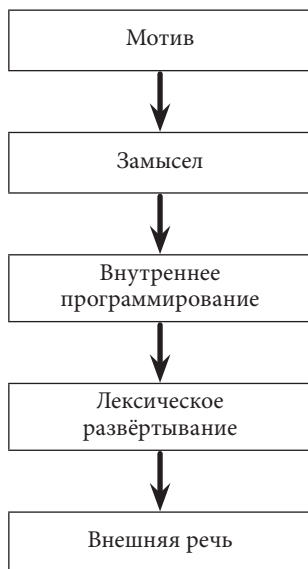 Мотив
Замысел
Внутреннее
программирование
Лексическое
развёртывание
Внешняя речь